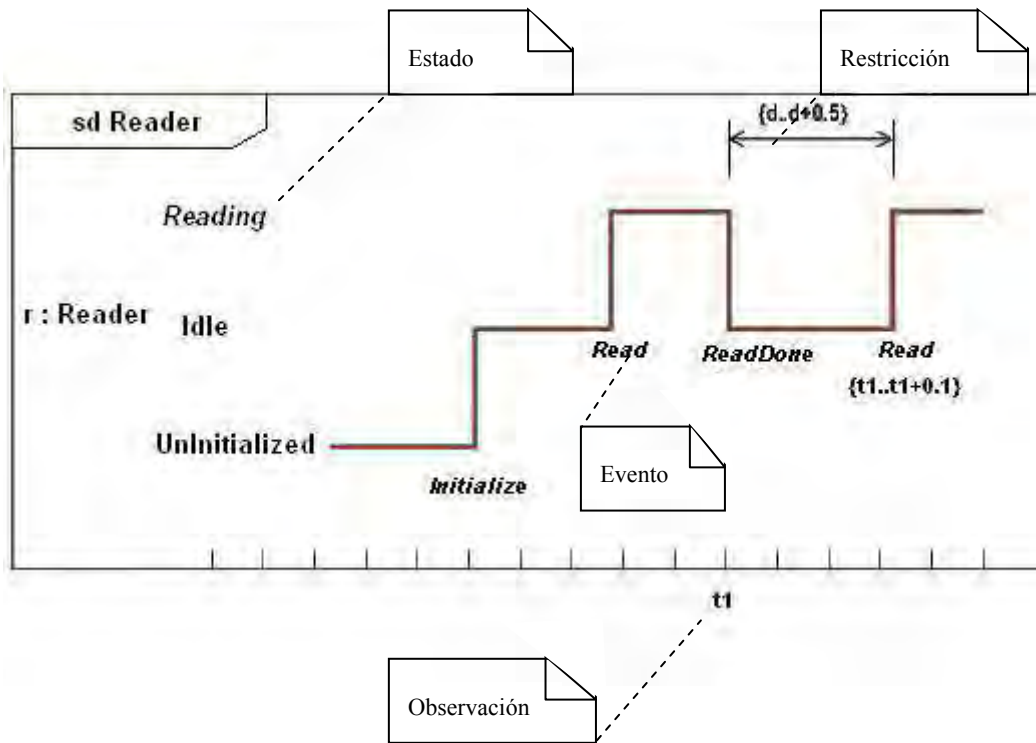 Estado
Restricción
sd Reader
{d..d+0.5}
Reading
r : Reader
Idle
Read
ReadDone
Read
{t1..t1+0.1}
UnInitialized
Initialize
Evento
t1
Observación